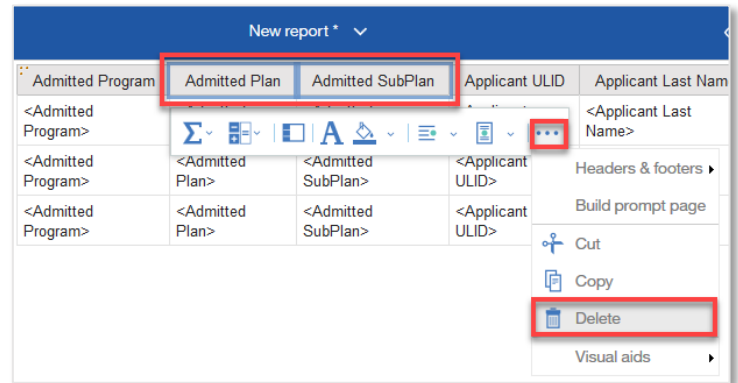 New report *
Admitted Program Admitted Plan Admitted SubPlan Applicant ULID Applicant Last Nam
<Admitted
Program>
<Applicant Last
Name>
Σ A
<Admitted
Program>
<Admitted
Plan>
<Admitted
SubPlan>
<Applicant
ULID>
<Admitted
Program>
<Admitted
Plan>
<Admitted
SubPlan>
<Applicant
ULID>
Headers & footers
Build prompt page
Cut
Copy
Delete
Visual aids